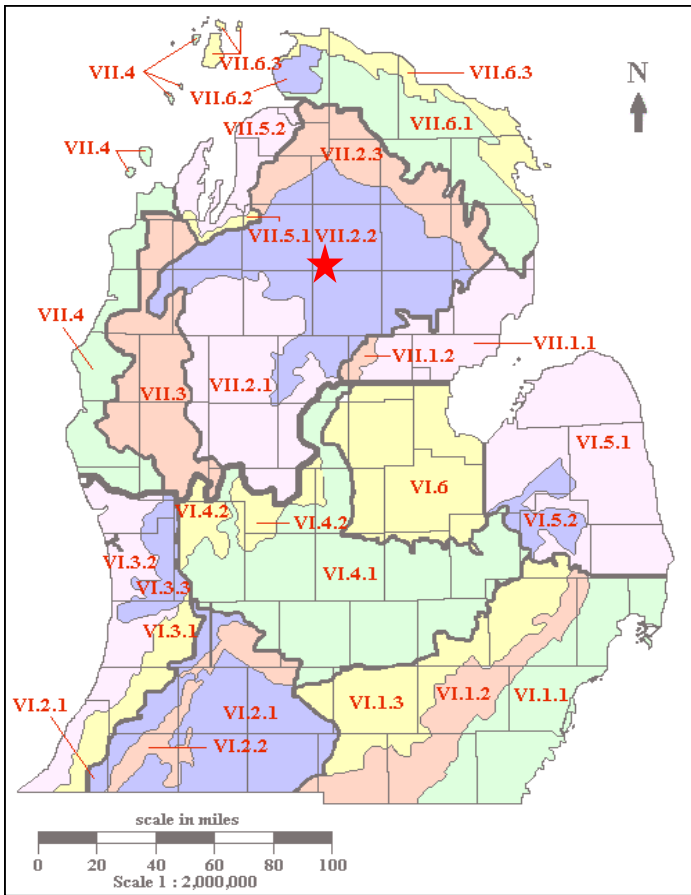 VII.4
VII.6.3
VII.6.3
VII.6.2
N
VII.5.2
VII.6.1
VII.4
VII.2.3
VII.5.1
VII.2.2
VII.4
VII.1.2
VII.1.1
VII.3
VII.2.1
VI.5.1
VI.6
VI.4.2
VI.4.2
VI.5.2
VI.3.2
VI.4.1
VI.3.3
VI.3.1
VI.1.2
VI.1.1
VI.2.1
VI.2.1
VI.1.3
VI.2.2
scale in miles
0 20 40 60 80 100
Scale 1 : 2,000,000